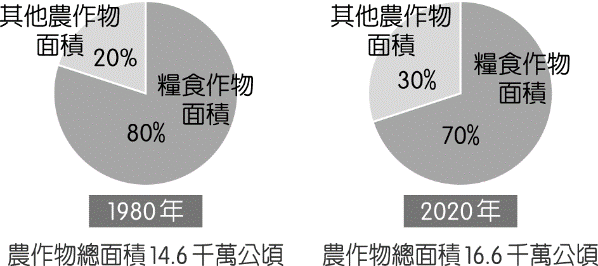 其他農作物
面積
20%
糧食作物
面積
80%
1980年
農作物總面積14.6千萬公頃
其他農作物
面積
30%
糧食作物
面積
70%
2020年
農作物總面積16.6千萬公頃